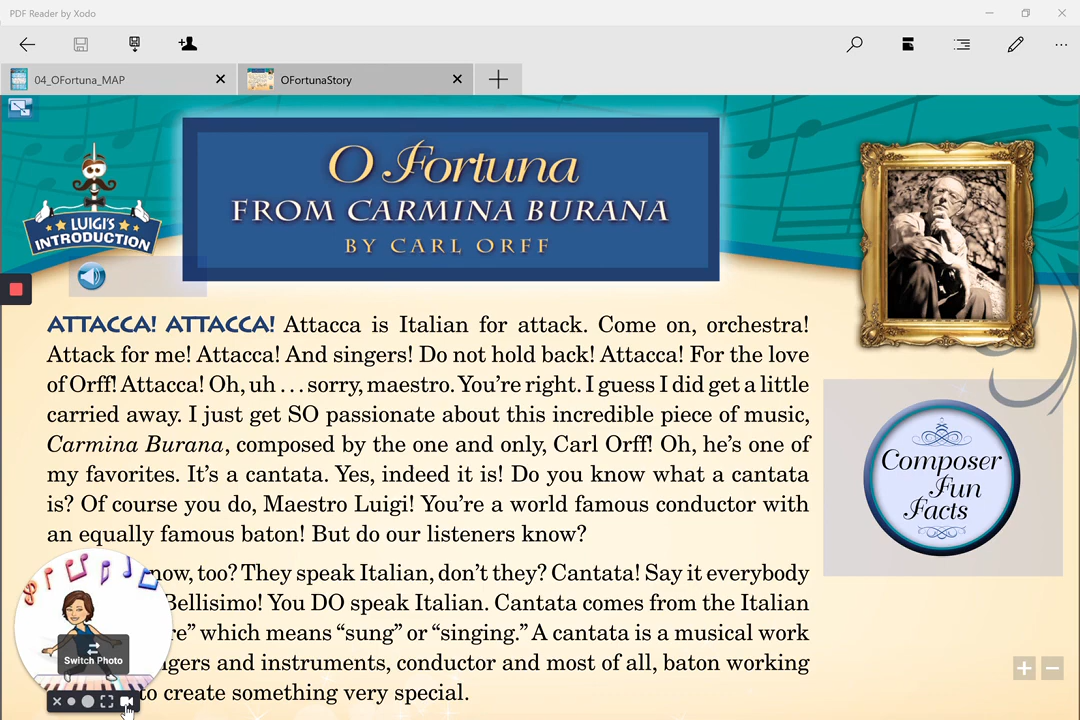 PDF Reader by Xodo
04_OFortuna_MAP
OFortunaStory
O Fortuna
FROM CARMINA BURANA
BY CARL ORFF
LUIGI'S
INTRODUCTION
ATTACCA! ATTACCA! Attacca is Italian for attack. Come on, orchestra!
Attack for me! Attacca! And singers! Do not hold back! Attacca! For the love
of Orff! Attacca! Oh, uh . . . sorry, maestro. You're right. I guess I did get a little
carried away. I just get SO passionate about this incredible piece of music,
Carmina Burana, composed by the one and only, Carl Orff! Oh, he's one of
my favorites. It's a cantata. Yes, indeed it is! Do you know what a cantata
is? Of course you do, Maestro Luigi! You're a world famous conductor with
an equally famous baton! But do our listeners know?
now, too? They speak Italian, don't they? Cantata! Say it everybody
Bellisimo! You DO speak Italian. Cantata comes from the Italian
re" which means "sung" or "singing." A cantata is a musical work
ngers and instruments, conductor and most of all, baton working
to create something very special.
Composer
Fun
Facts
Switch Photo